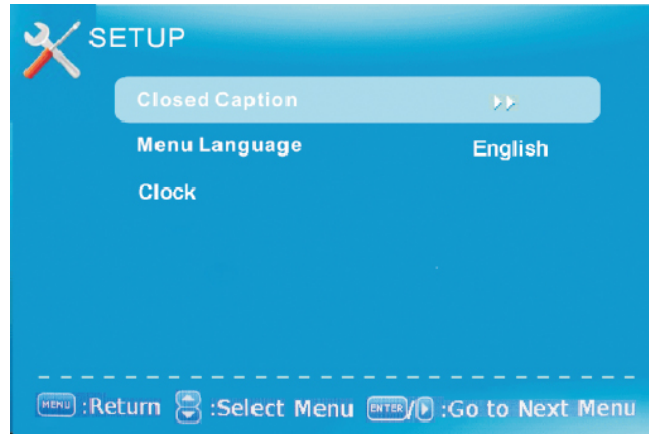 SETUP
Closed Caption
Menu Language English
Clock
MENU :Return :Select Menu ENTER/ :Go to Next Menu